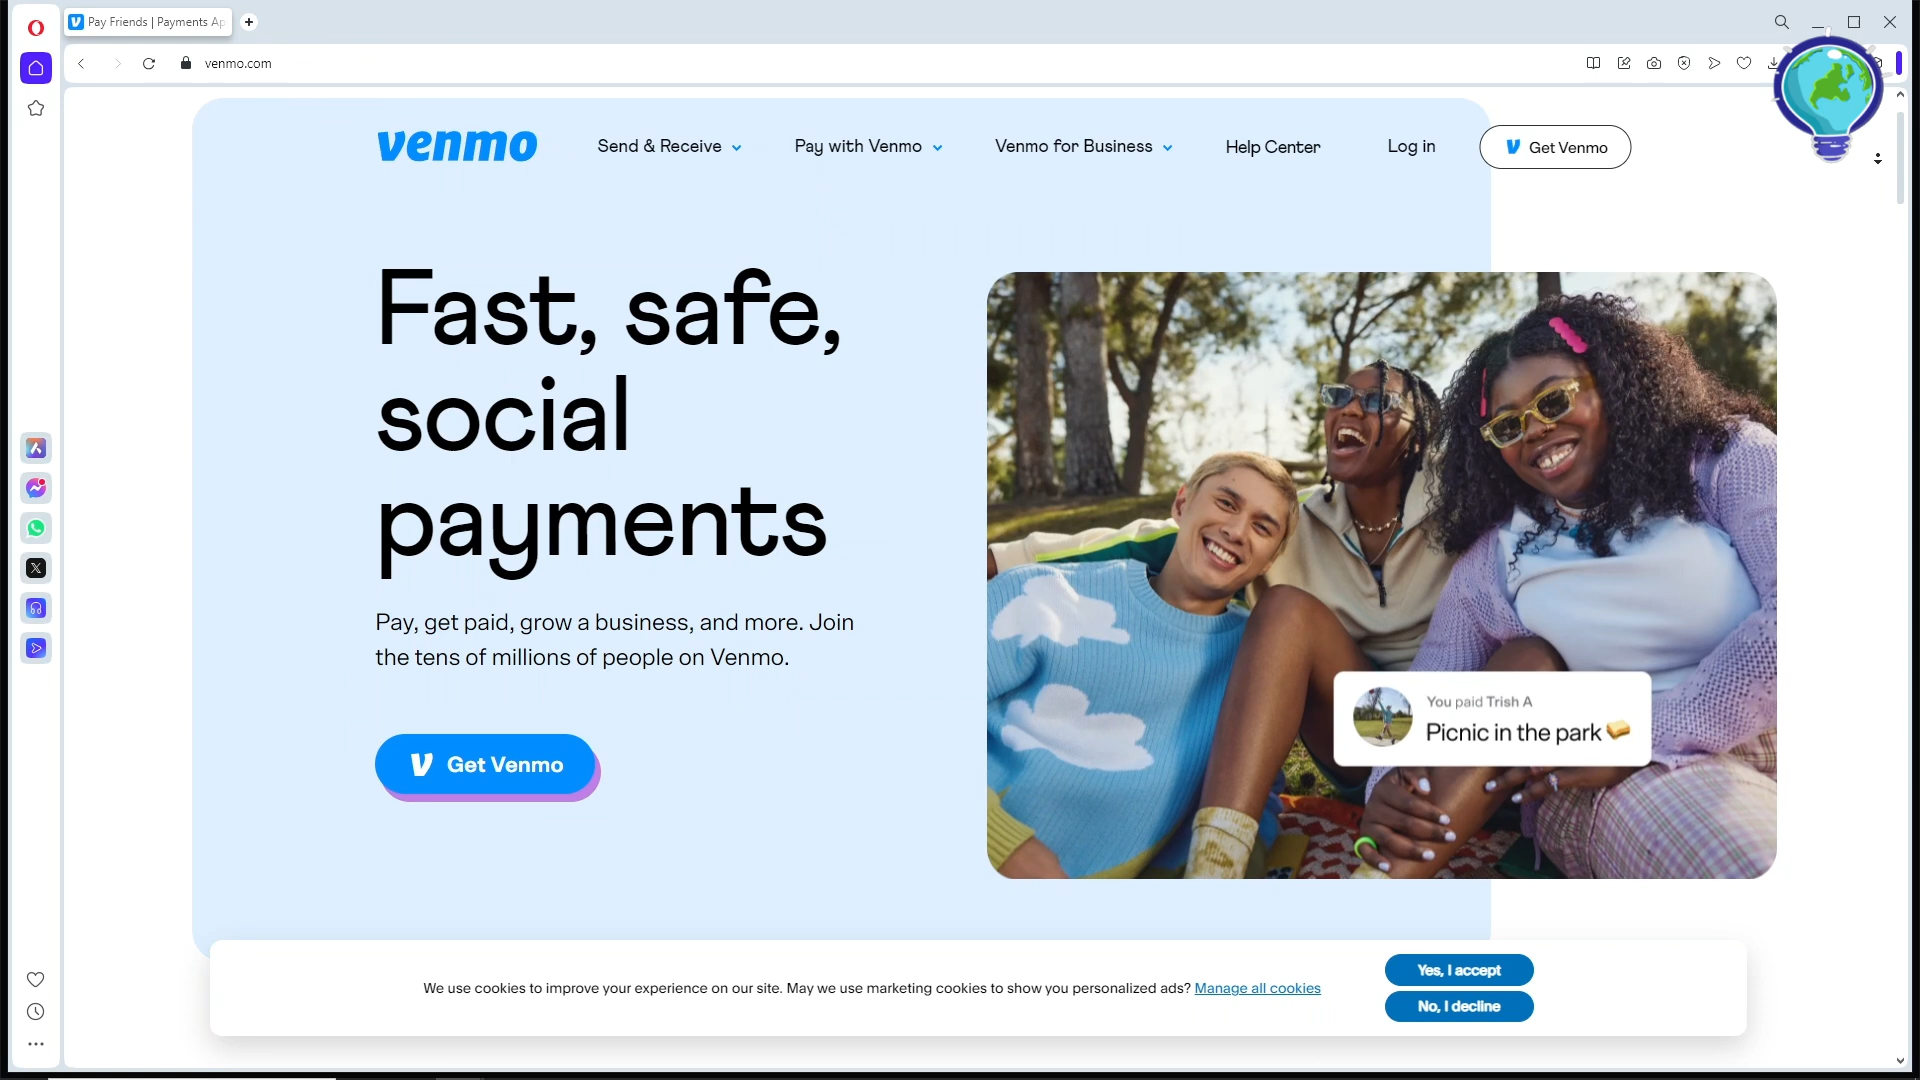 Pay Friends | Payments Ap
venmo.com
venmo
Send & Receive
Pay with Venmo
Venmo for Business
Help Center
Log in
Get Venmo
Fast, safe,
social
payments
Pay, get paid, grow a business, and more. Join
the tens of millions of people on Venmo.
Get Venmo
You paid Trish A
Picnic in the park
We use cookies to improve your experience on our site. May we use marketing cookies to show you personalized ads? Manage all cookies
Yes, I accept
No, I decline